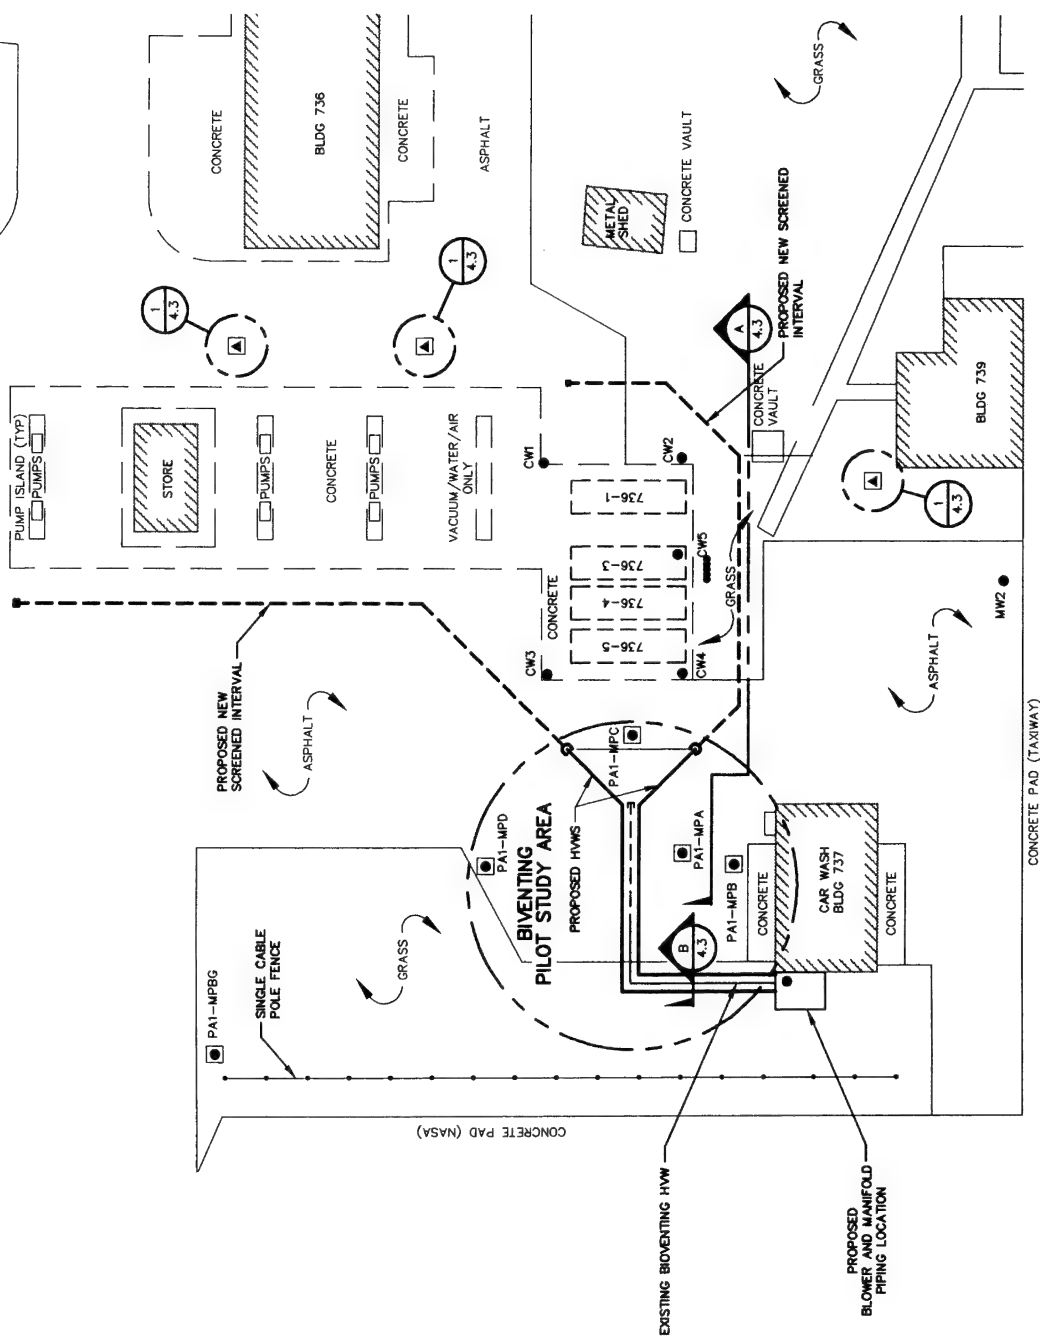 CONCRETE
BLDG 736
CONCRETE
ASPHALT
GRASS
METAL
SHED
CONCRETE VAULT
PROPOSED NEW SCREENED
INTERVAL
1
4.3
1
4.3
A
4.3
PUMP ISLAND (TYP)
PUMPS
STORE
PUMPS
CONCRETE
PUMPS
VACUUM/WATER/AIR
ONLY
CW1
CW2
CONCRETE
VAULT
BLDG 739
1
4.3
736-1
736-3
736-4
736-5
CW5
CONCRETE
CW3
CW4
GRASS
MW2
ASPHALT
PROPOSED NEW
SCREENED INTERVAL
ASPHALT
PA1-MPC
PA1-MPD
BIVENTING
PILOT STUDY AREA
PROPOSED HVWS
PA1-MPA
PA1-MPB
CONCRETE
CAR WASH
BLDG 737
CONCRETE
CONCRETE PAD (TAXIWAY)
B
4.3
GRASS
SINGLE CABLE
POLE FENCE
PA1-MPBG
CONCRETE PAD (NASA)
EXISTING BIOVENTING HVW
PROPOSED
BLOWER AND MANIFOLD
PIPING LOCATION